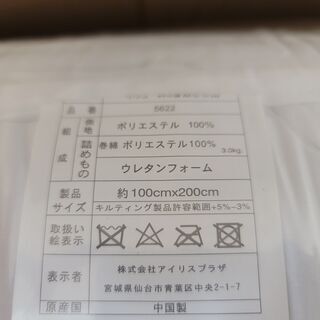 品番 5622
組成 生地 ポリエステル 100%
詰めもの 巻綿 ポリエステル100% 3.0kg
ウレタンフォーム
製品サイズ 約100cmx200cm
キルティング製品許容範囲+5%-3%
取扱い絵表示
表示者 株式会社アイリスプラザ
宮城県仙台市青葉区中央2-1-7
原産国 中国製